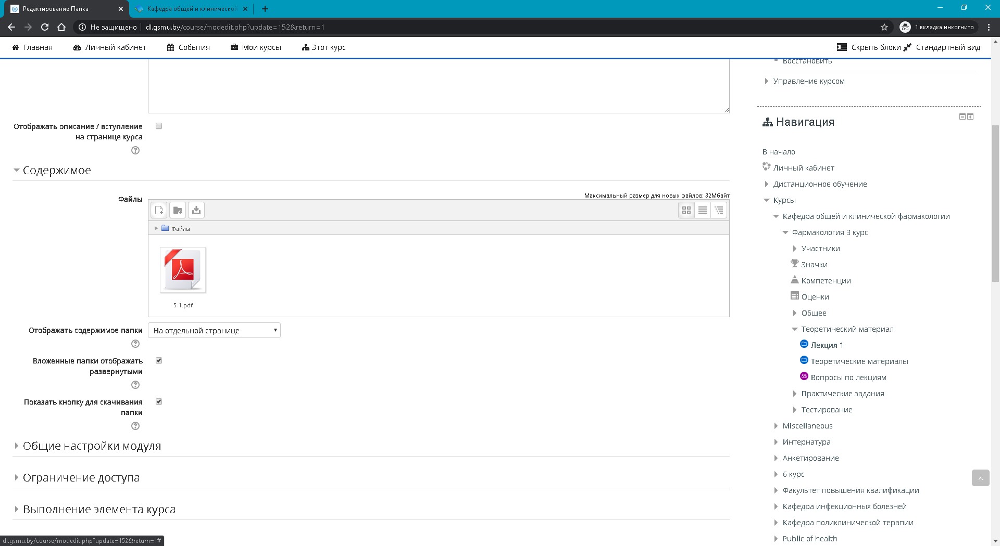 Редактирование Папка
Кафедра общей и клинической
Не защищено
dl.gsmu.by/course/modedit.php?update=152&return=1
1 вкладка инкогнито
Главная
Личный кабинет
События
Мои курсы
Этот курс
Скрыть блоки
Стандартный вид
Отображать описание / вступление
на странице курса
Содержимое
Файлы
Максимальный размер для новых файлов: 32Мбайт
Файлы
5-1.pdf
Отображать содержимое папки
На отдельной странице
Вложенные папки отображать
развернутыми
Показать кнопку для скачивания
папки
Общие настройки модуля
Ограничение доступа
Выполнение элемента курса
dl.gsmu.by/course/modedit.php?update=152&return=1#
Восстановить
Управление курсом
Навигация
В начало
Личный кабинет
Дистанционное обучение
Курсы
Кафедра общей и клинической фармакологии
Фармакология 3 курс
Участники
Значки
Компетенции
Оценки
Общее
Теоретический материал
Лекция 1
Теоретические материалы
Вопросы по лекциям
Практические задания
Тестирование
Miscellaneous
Интернатура
Анкетирование
6 курс
Факультет повышения квалификации
Кафедра инфекционных болезней
Кафедра поликлинической терапии
Public of health